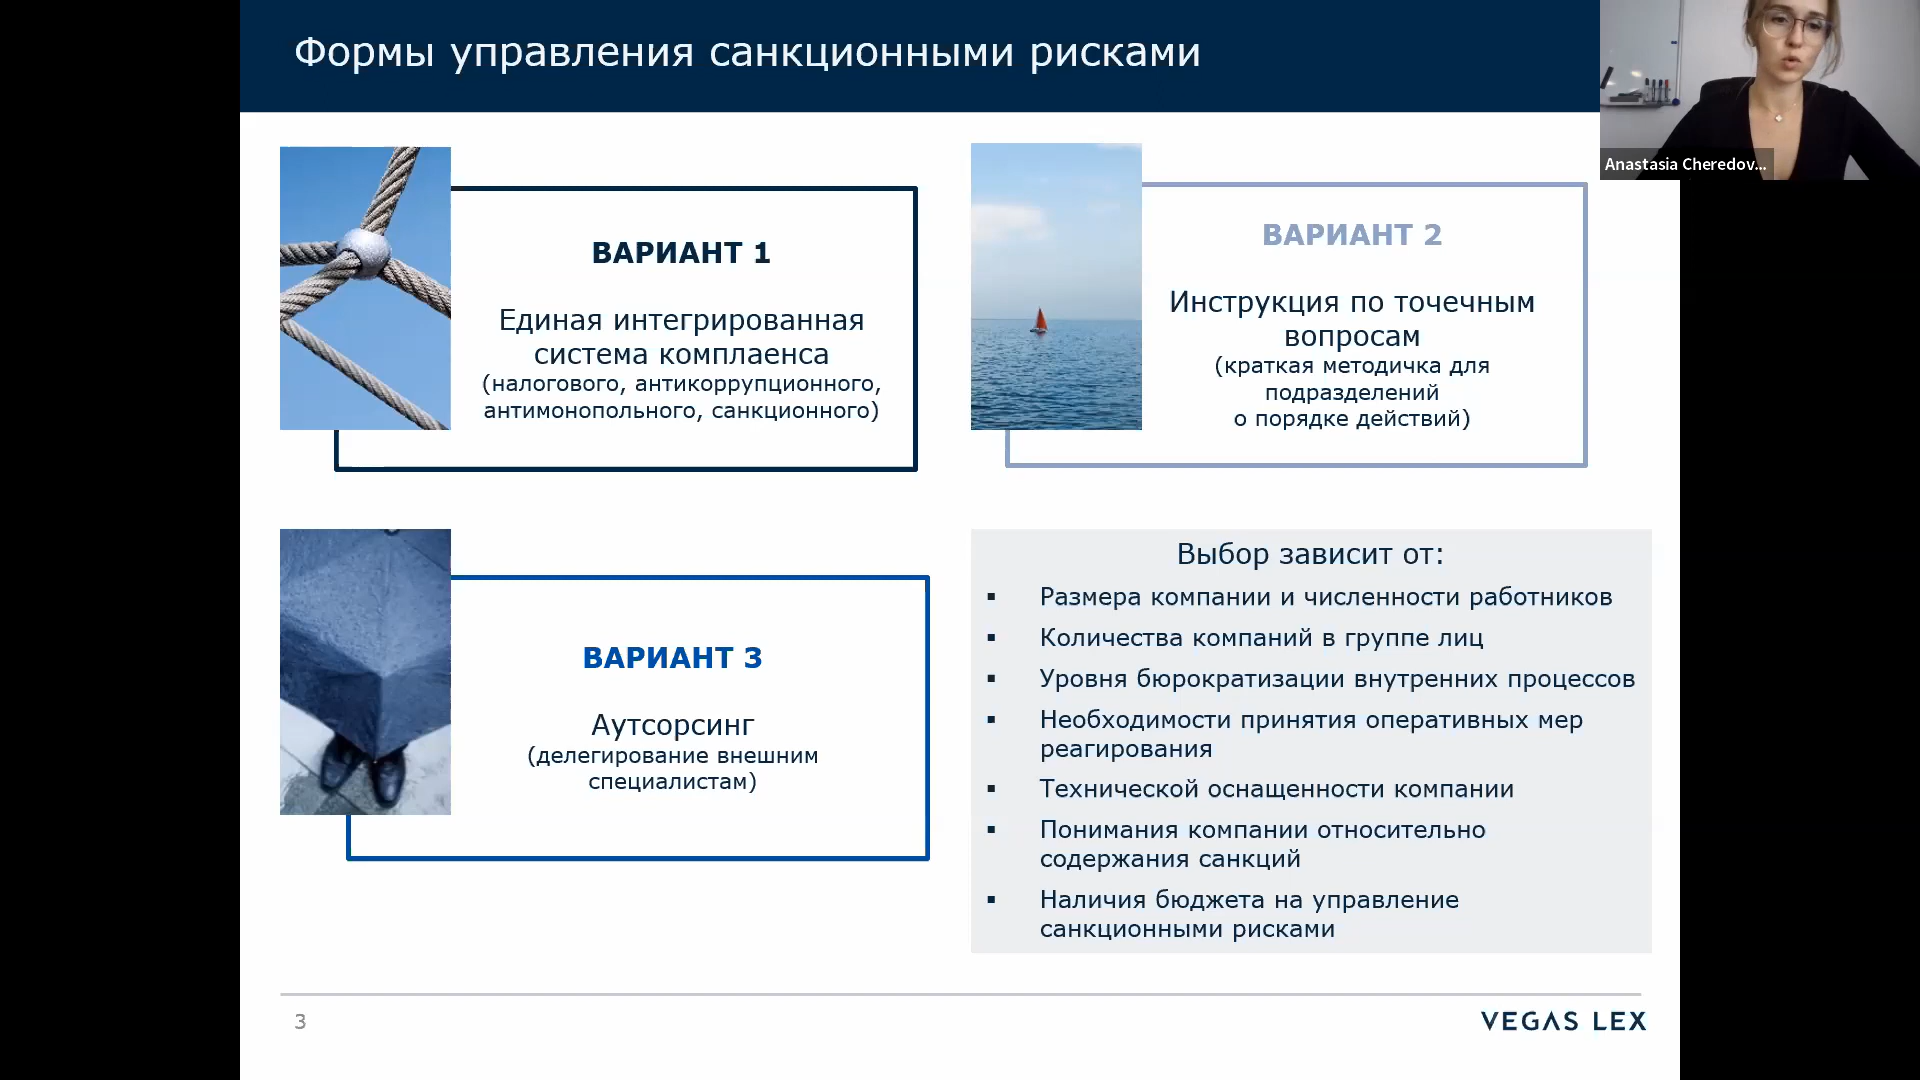 Формы управления санкционными рисками
Anastasia Cheredov...
ВАРИАНТ 1
Единая интегрированная
система комплаенса
(налогового, антикоррупционного,
антимонопольного, санкционного)
ВАРИАНТ 2
Инструкция по точечным
вопросам
(краткая методичка для
подразделений
о порядке действий)
ВАРИАНТ 3
Аутсорсинг
(делегирование внешним
специалистам)
Выбор зависит от:
▪ Размера компании и численности работников
▪ Количества компаний в группе лиц
▪ Уровня бюрократизации внутренних процессов
▪ Необходимости принятия оперативных мер
реагирования
▪ Технической оснащенности компании
▪ Понимания компании относительно
содержания санкций
▪ Наличия бюджета на управление
санкционными рисками
3
VEGAS LEX